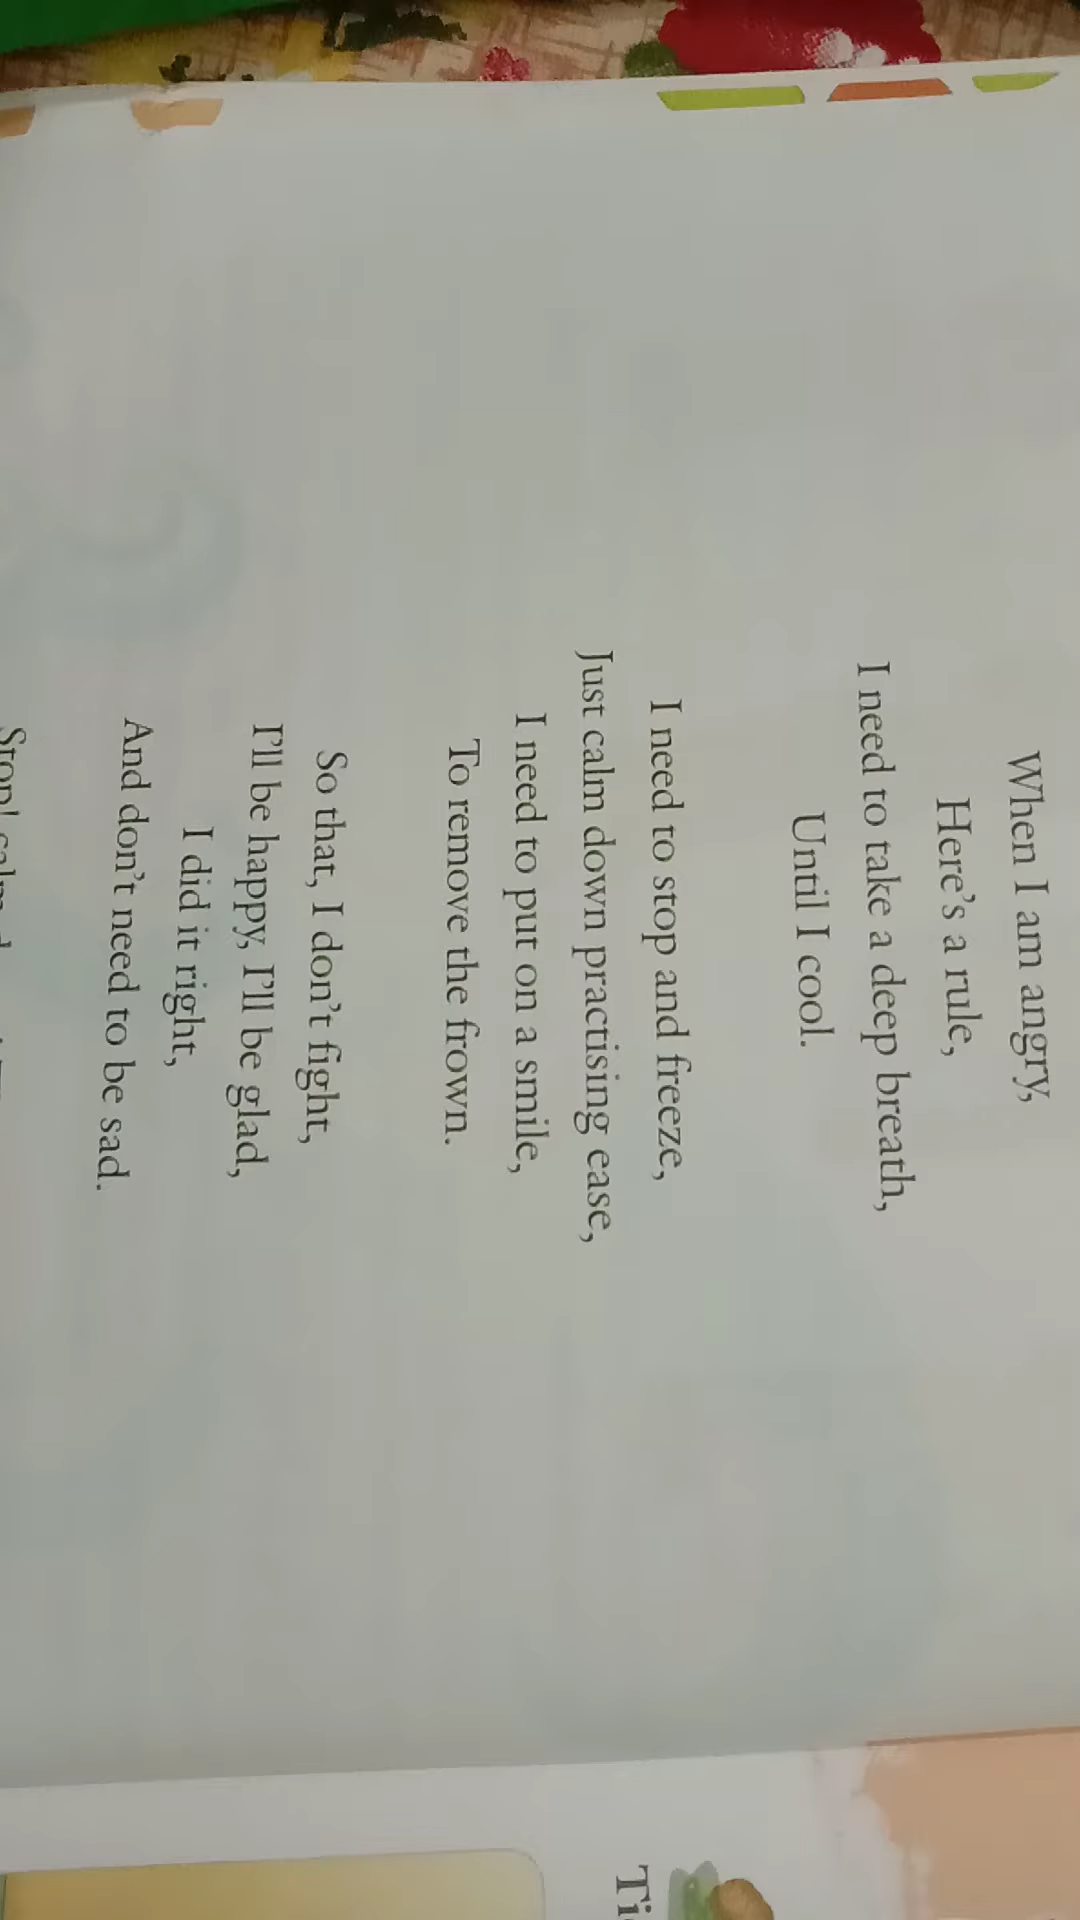 When I am angry,
Here's a rule,
I need to take a deep breath,
Until I cool.
I need to stop and freeze,
Just calm down practising ease,
I need to put on a smile,
To remove the frown.
So that, I don't fight,
I'll be happy, I'll be glad,
I did it right,
And don't need to be sad.
Stop!